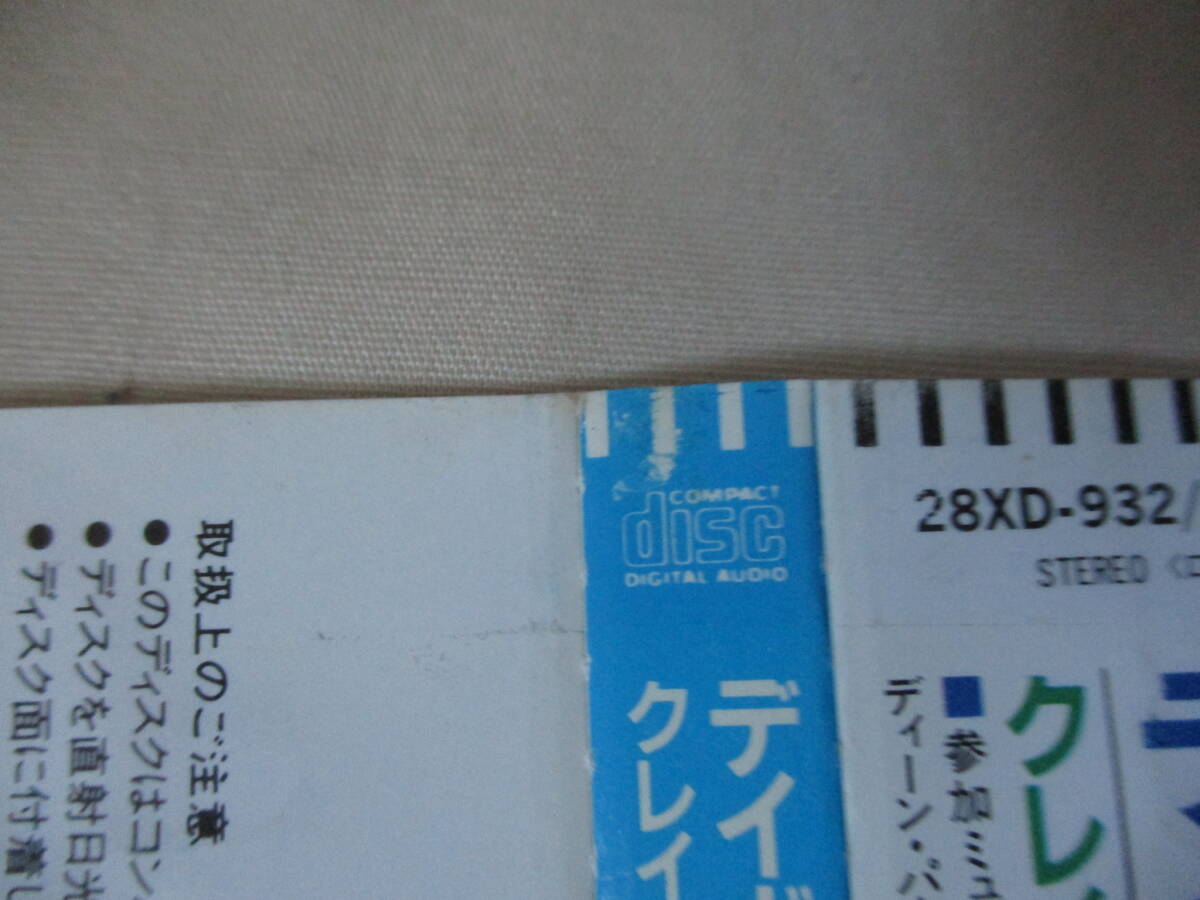 取扱上のご注意
●このディスクはコン
●ディスクを直射日光
●ディスク面に付着し
COMPACT
disc
DIGITAL AUDIO
デイ
クレイ
28XD-932/
STEREO
クレイ
■参加ミュ
ディーン・パ